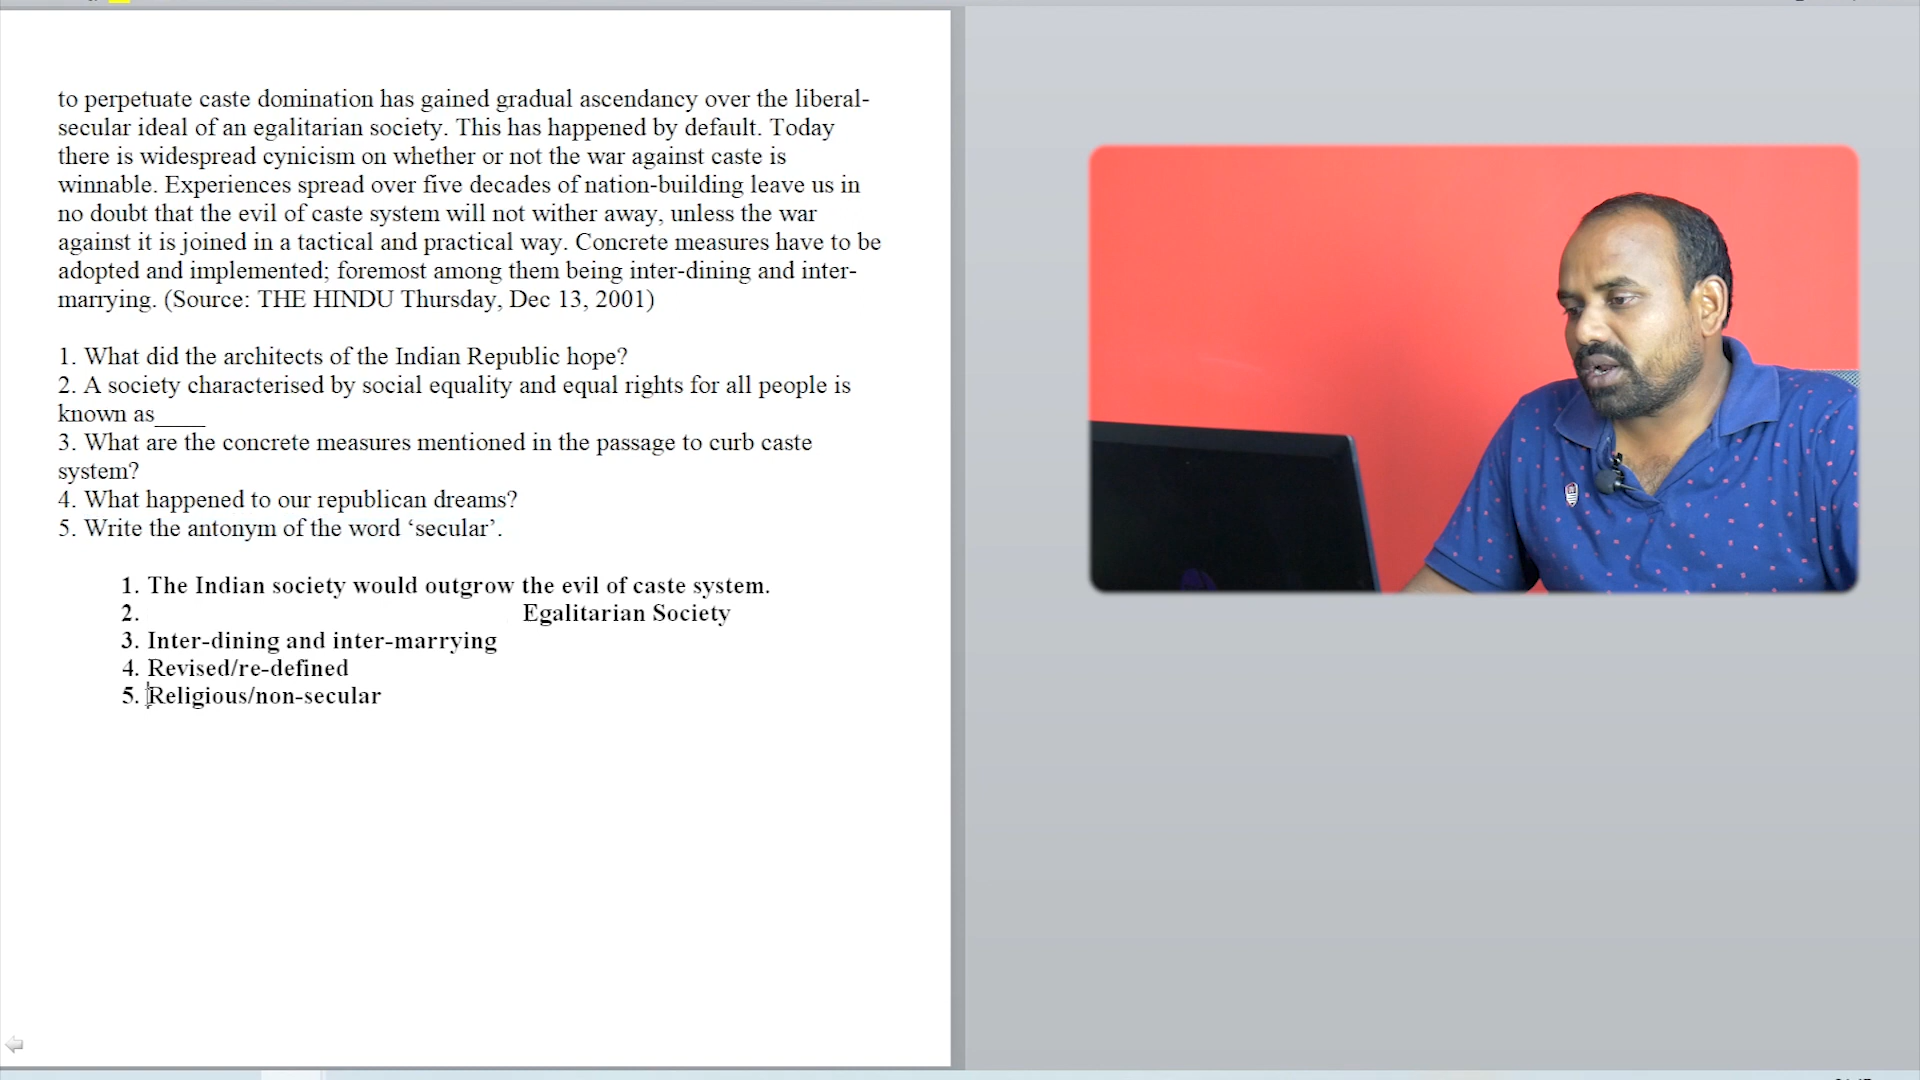 to perpetuate caste domination has gained gradual ascendancy over the liberal-
secular ideal of an egalitarian society. This has happened by default. Today
there is widespread cynicism on whether or not the war against caste is
winnable. Experiences spread over five decades of nation-building leave us in
no doubt that the evil of caste system will not wither away, unless the war
against it is joined in a tactical and practical way. Concrete measures have to be
adopted and implemented; foremost among them being inter-dining and inter-
marrying. (Source: THE HINDU Thursday, Dec 13, 2001)
1. What did the architects of the Indian Republic hope?
2. A society characterised by social equality and equal rights for all people is
known as____
3. What are the concrete measures mentioned in the passage to curb caste
system?
4. What happened to our republican dreams?
5. Write the antonym of the word ‘secular’.
1. The Indian society would outgrow the evil of caste system.
2. Egalitarian Society
3. Inter-dining and inter-marrying
4. Revised/re-defined
5. Religious/non-secular